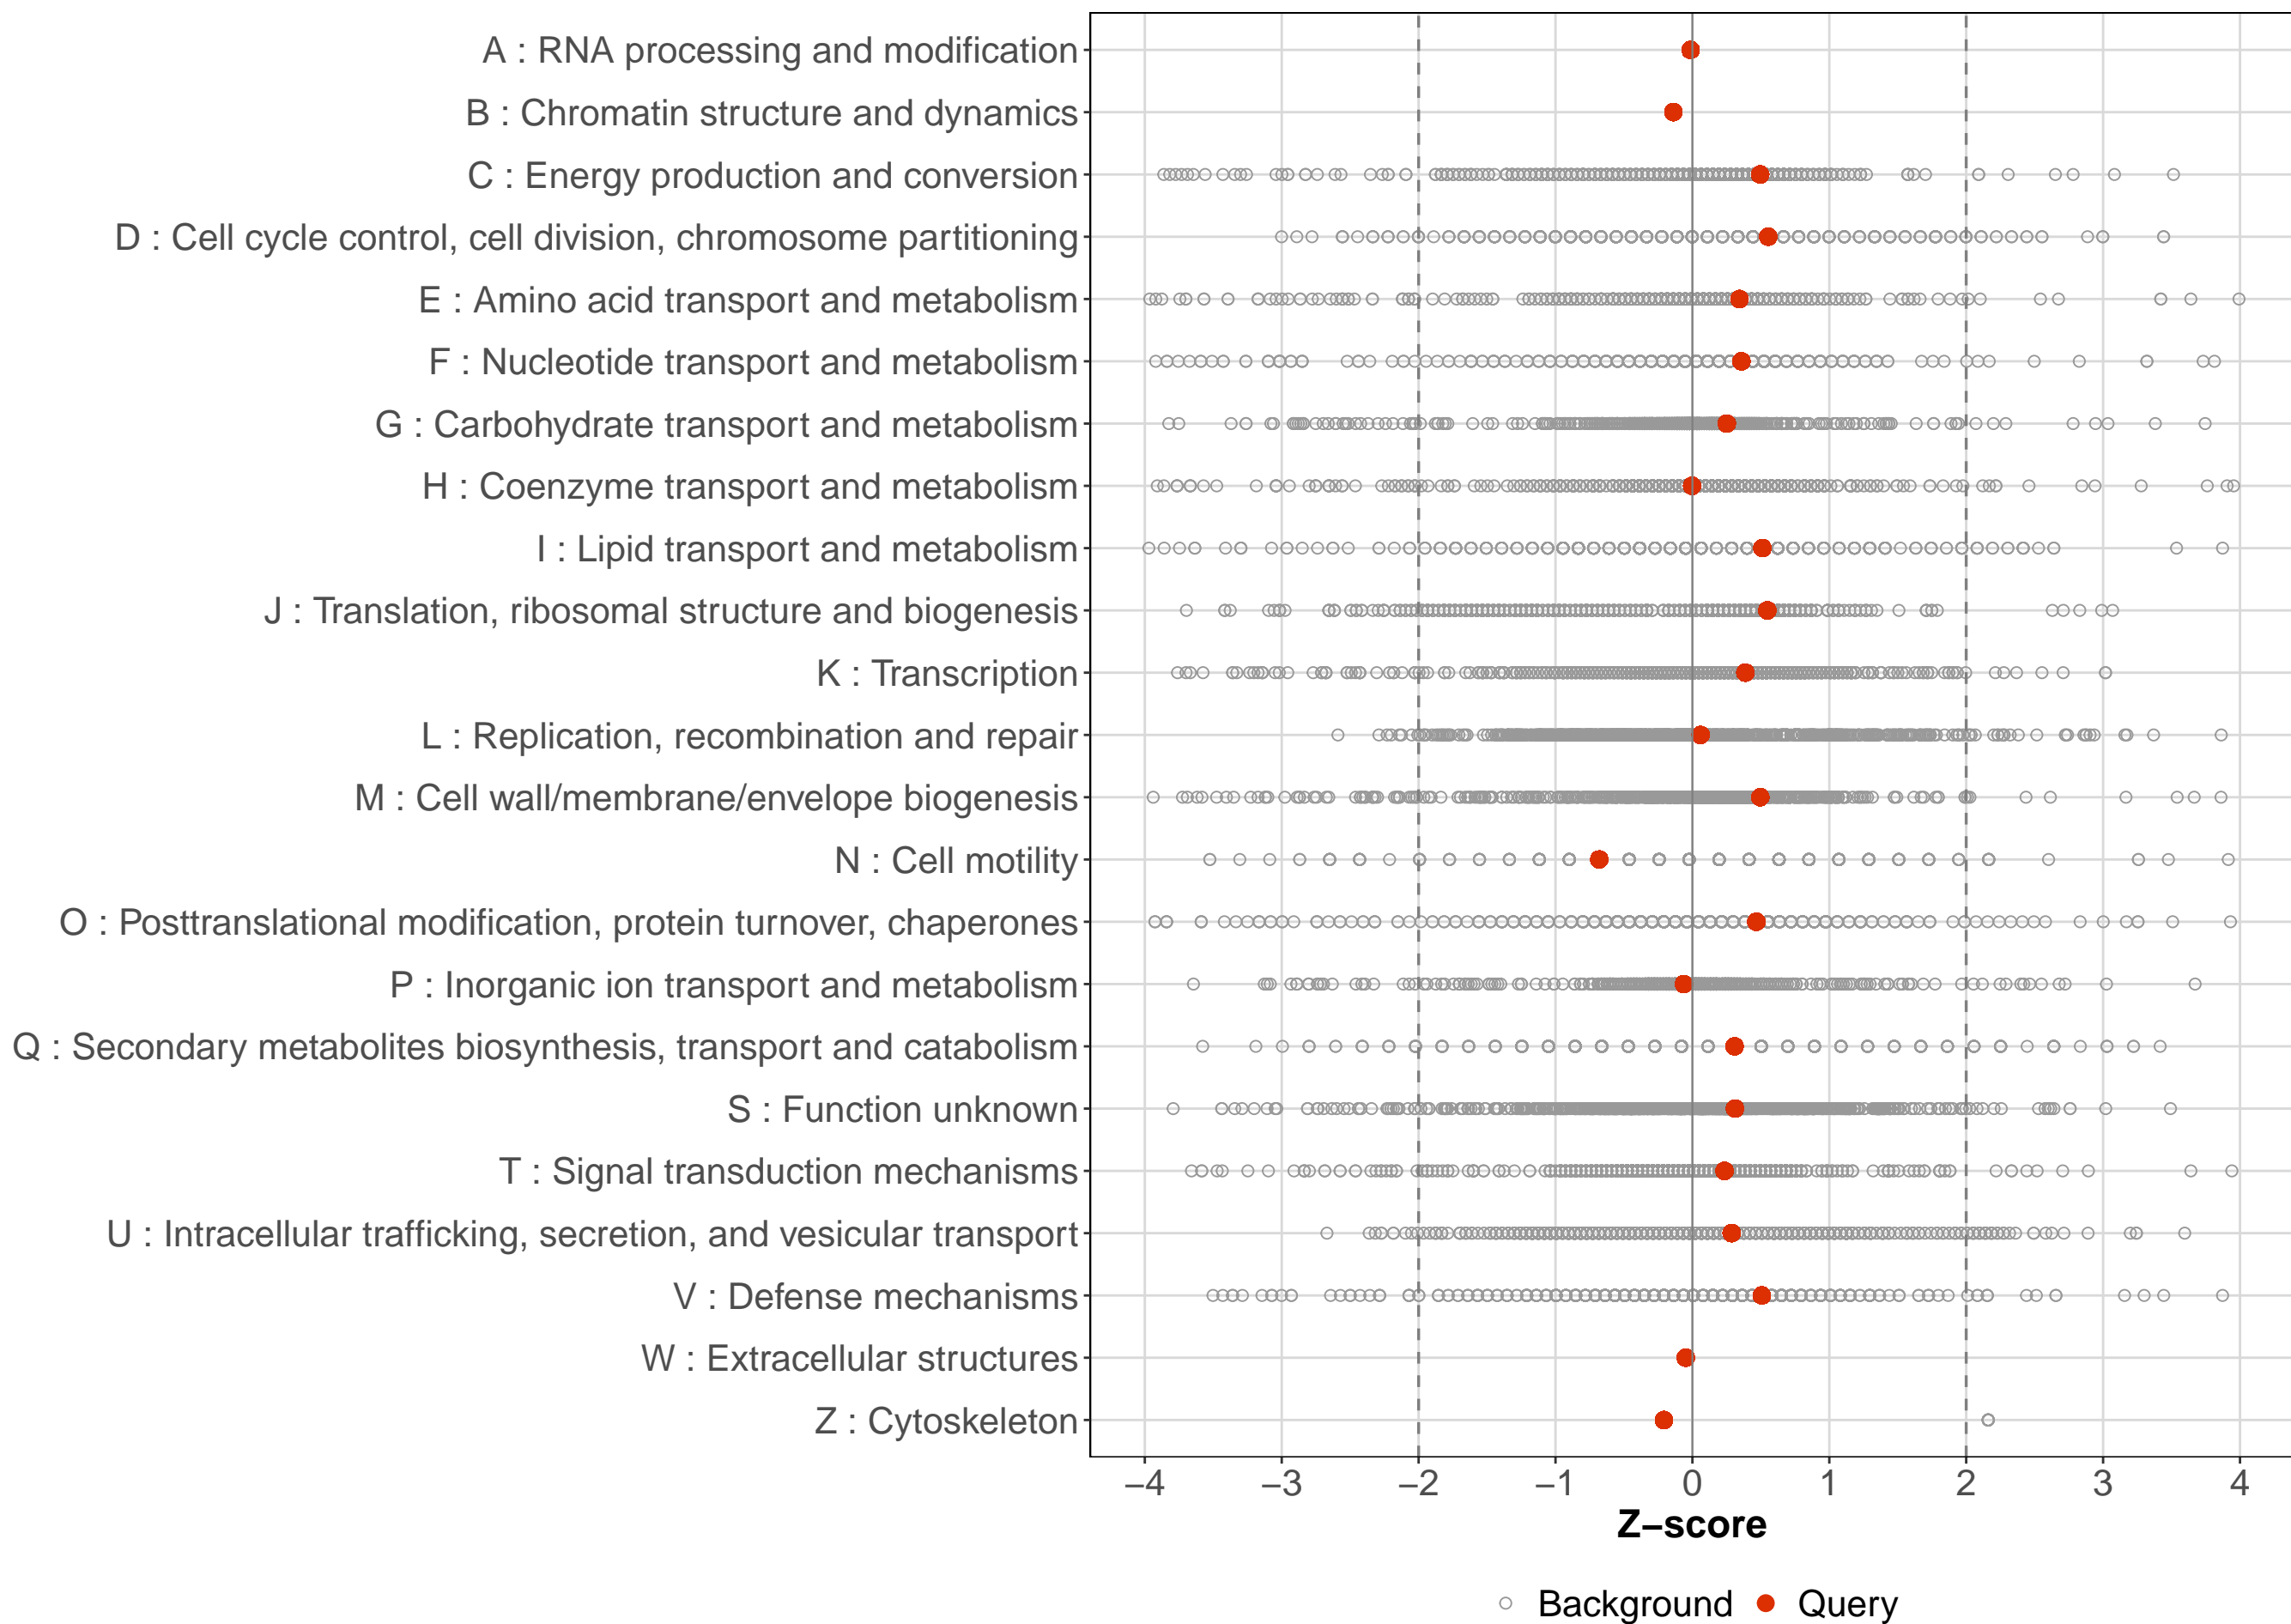 A : RNA processing and modification
B : Chromatin structure and dynamics
C : Energy production and conversion
D : Cell cycle control, cell division, chromosome partitioning
E : Amino acid transport and metabolism
F : Nucleotide transport and metabolism
G : Carbohydrate transport and metabolism
H : Coenzyme transport and metabolism
I : Lipid transport and metabolism
J : Translation, ribosomal structure and biogenesis
K : Transcription
L : Replication, recombination and repair
M : Cell wall/membrane/envelope biogenesis
N : Cell motility
O : Posttranslational modification, protein turnover, chaperones
P : Inorganic ion transport and metabolism
Q : Secondary metabolites biosynthesis, transport and catabolism
S : Function unknown
T : Signal transduction mechanisms
U : Intracellular trafficking, secretion, and vesicular transport
V : Defense mechanisms
W : Extracellular structures
Z : Cytoskeleton
−4 −3 −2 −1 0 1 2 3 4
Z−score
Background Query